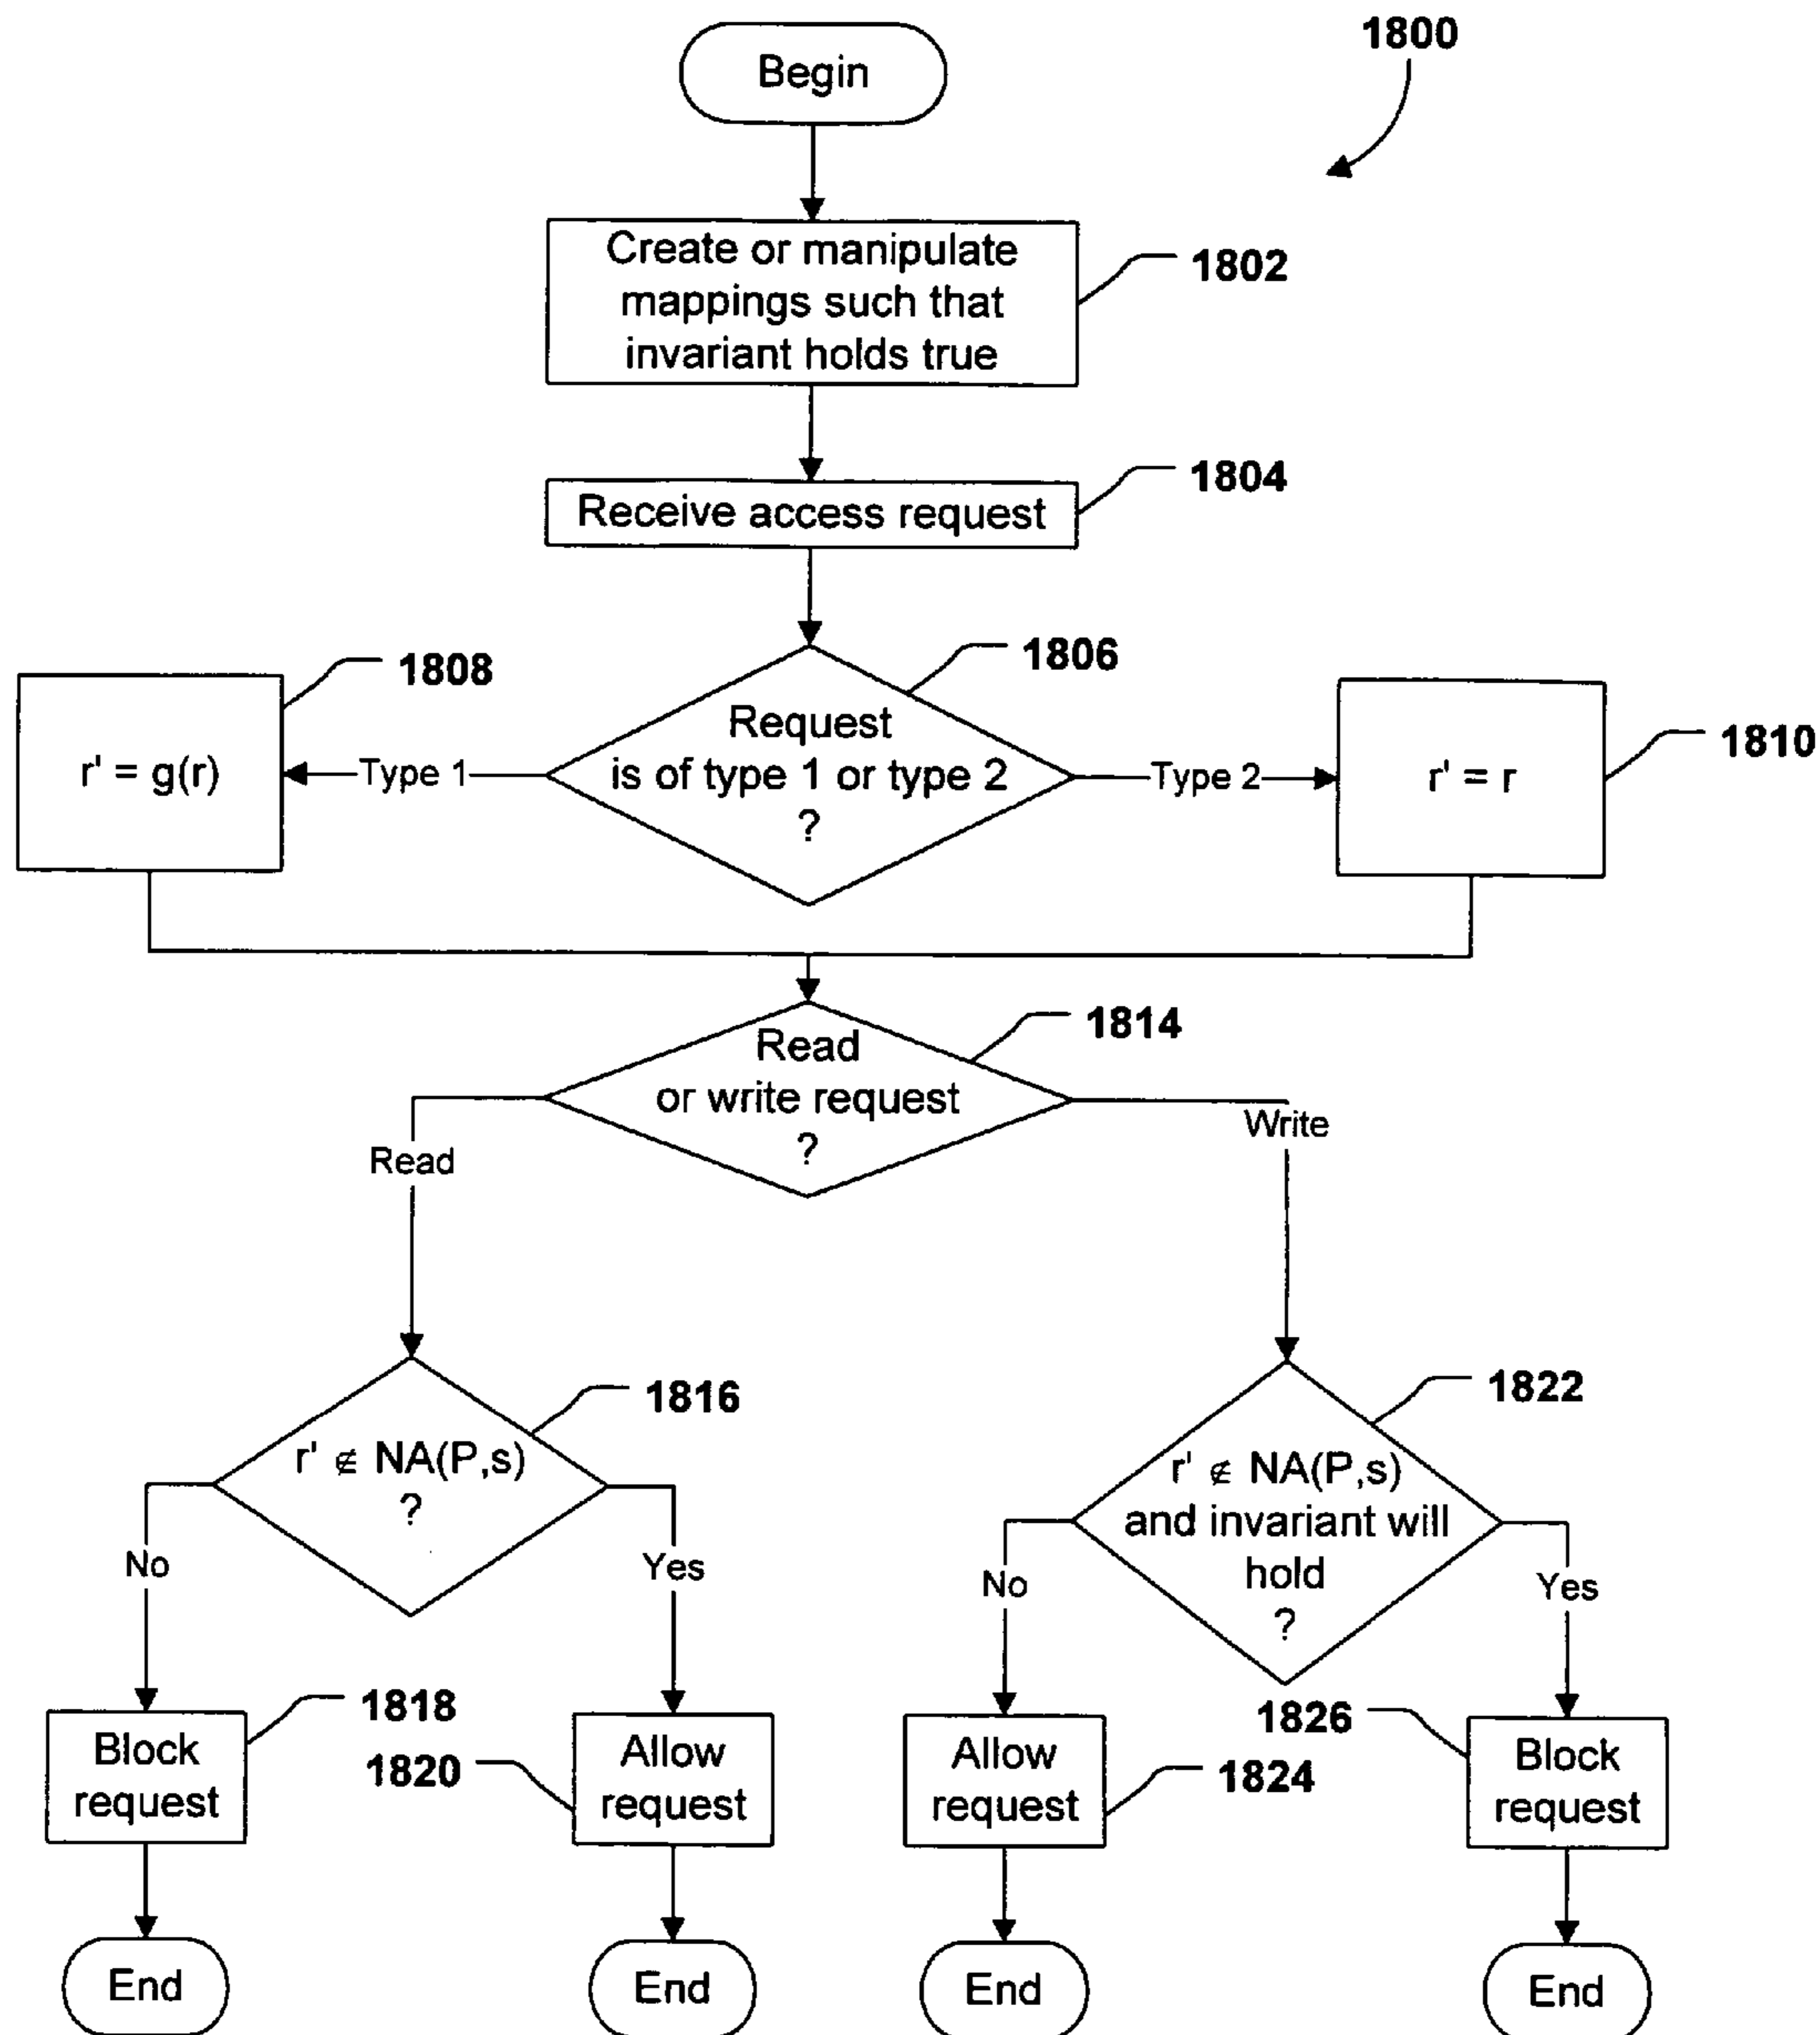 1800
Begin
Create or manipulate
mappings such that
invariant holds true
1802
Receive access request
1804
Request
is of type 1 or type 2
?
1806
Type 1
r' = g(r)
1808
Type 2
r' = r
1810
Read
or write request
?
1814
Read
Write
r' ∉ NA(P,s)
?
1816
No
Yes
Block
request
1818
Allow
request
1820
r' ∉ NA(P,s)
and invariant will
hold
?
1822
No
Yes
Allow
request
1824
Block
request
1826
End
End
End
End